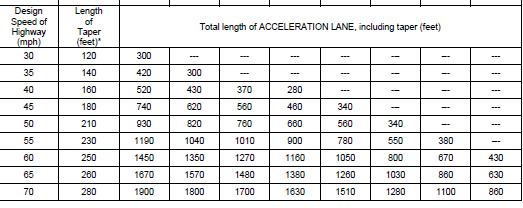 Design Speed of Highway (mph) Length of Taper (feet)* Total length of ACCELERATION LANE, including taper (feet)
30 120 300 --- --- --- --- --- --- ---
35 140 420 300 --- --- --- --- --- ---
40 160 520 430 370 280 --- --- --- ---
45 180 740 620 560 460 340 --- --- ---
50 210 930 820 760 660 560 340 --- ---
55 230 1190 1040 1010 900 780 550 380 ---
60 250 1450 1350 1270 1160 1050 800 670 430
65 260 1670 1570 1480 1380 1260 1030 860 630
70 280 1900 1800 1700 1630 1510 1280 1100 860